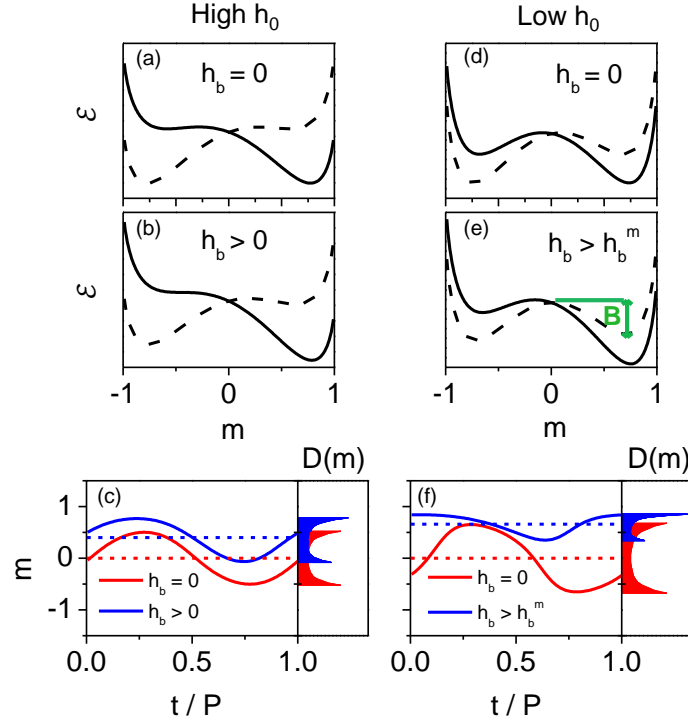 High h₀
Low h₀
(a)
h_b = 0
ε
(d)
h_b = 0
(b)
h_b > 0
ε
(e)
h_b > h_b^m
B
-1
0
1
m
-1
0
1
m
D(m)
D(m)
(c)
1
0
-1
m
h_b = 0
h_b > 0
(f)
h_b = 0
h_b > h_b^m
0.0
0.5
1.0
t / P
0.0
0.5
1.0
t / P